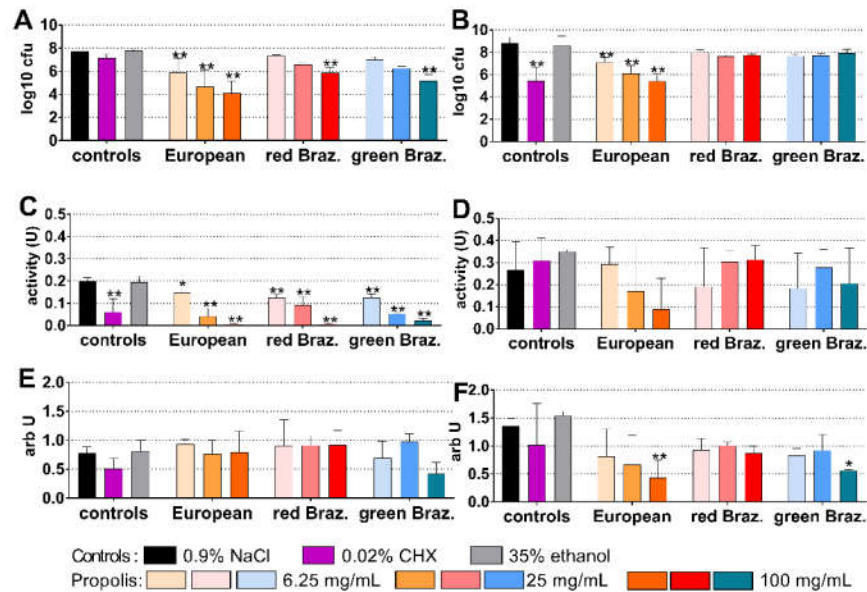 A
log10 cfu
10
8
6
4
2
0
** ** ** ** **
controls European red Braz. green Braz.
B
log10 cfu
10
8
6
4
2
0
** ** ** **
controls European red Braz. green Braz.
C
activity (U)
0.5
0.4
0.3
0.2
0.1
0.0
** * ** ** ** ** ** ** ** **
controls European red Braz. green Braz.
D
activity (U)
0.5
0.4
0.3
0.2
0.1
0.0
controls European red Braz. green Braz.
E
arb U
2.0
1.5
1.0
0.5
0.0
controls European red Braz. green Braz.
F
arb U
2.0
1.5
1.0
0.5
0.0
** *
controls European red Braz. green Braz.
Controls : 0.9% NaCl 0.02% CHX 35% ethanol
Propolis: 6.25 mg/mL 25 mg/mL 100 mg/mL